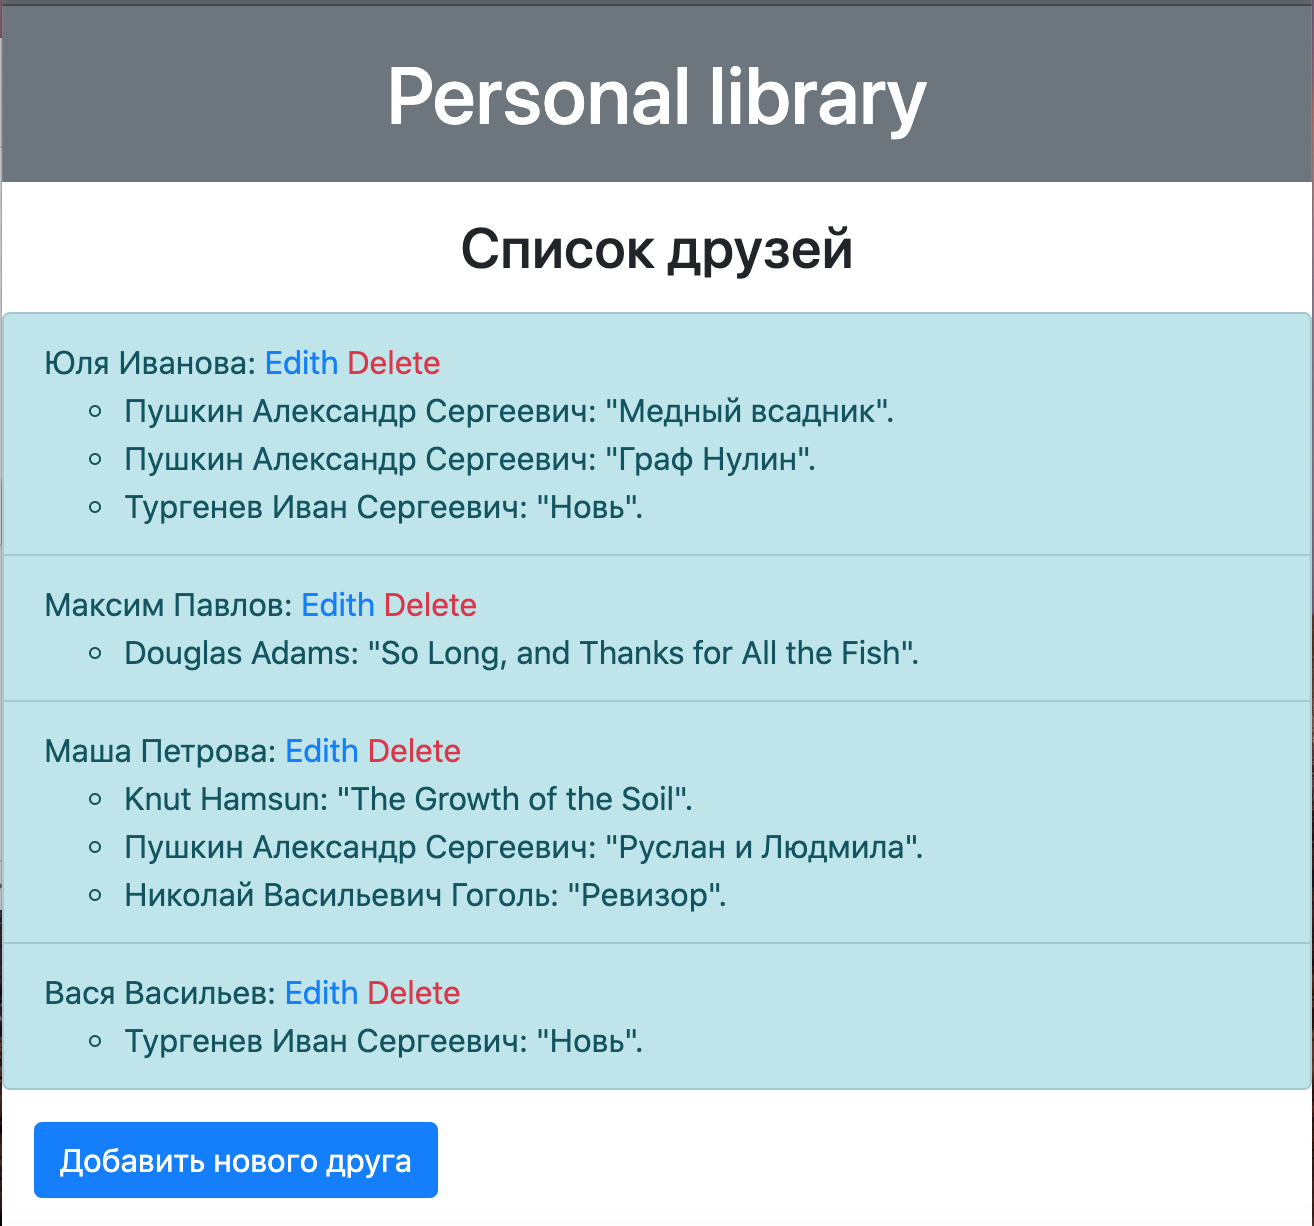 Personal library
Список друзей
Юля Иванова: Edith Delete
Пушкин Александр Сергеевич: "Медный всадник".
Пушкин Александр Сергеевич: "Граф Нулин".
Тургенев Иван Сергеевич: "Новь".
Максим Павлов: Edith Delete
Douglas Adams: "So Long, and Thanks for All the Fish".
Маша Петрова: Edith Delete
Knut Hamsun: "The Growth of the Soil".
Пушкин Александр Сергеевич: "Руслан и Людмила".
Николай Васильевич Гоголь: "Ревизор".
Вася Васильев: Edith Delete
Тургенев Иван Сергеевич: "Новь".
Добавить нового друга